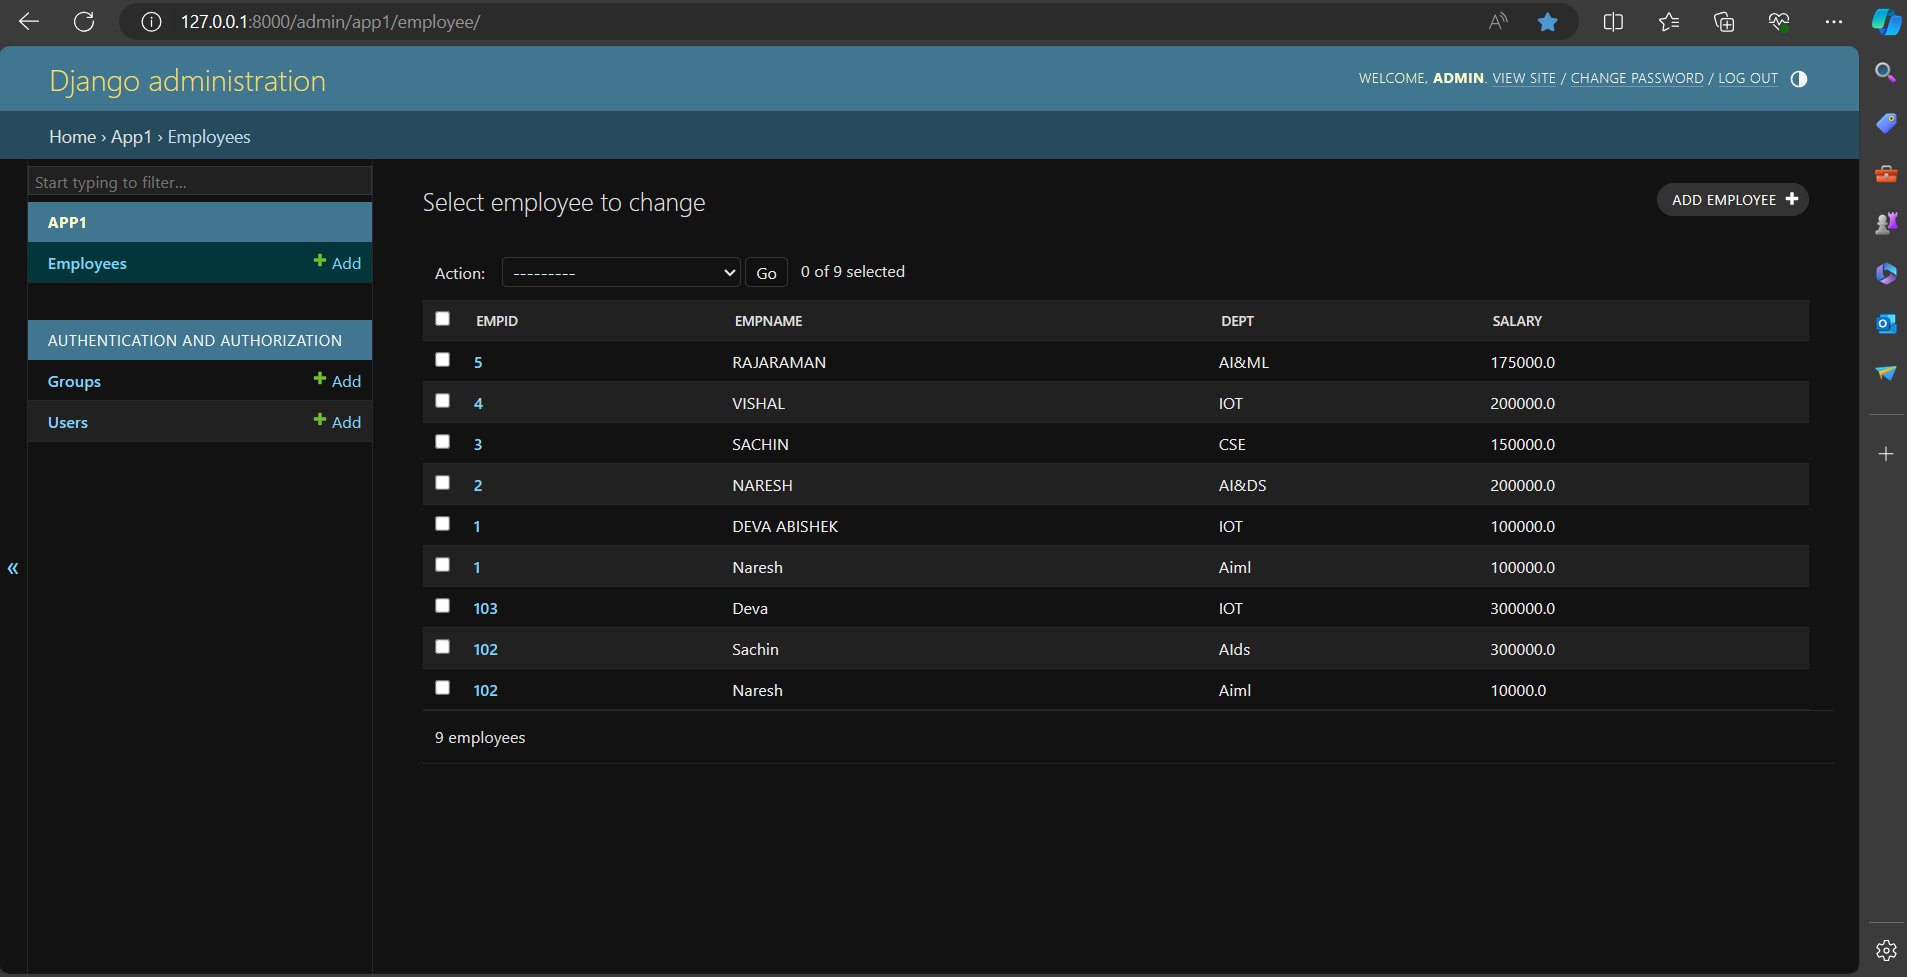 127.0.0.1:8000/admin/app1/employee/
Django administration
WELCOME, ADMIN. VIEW SITE / CHANGE PASSWORD / LOG OUT
Home › App1 › Employees
Start typing to filter...
APP1
Employees + Add
AUTHENTICATION AND AUTHORIZATION
Groups + Add
Users + Add
«
Select employee to change
ADD EMPLOYEE +
Action: --------- Go 0 of 9 selected
EMPID EMPNAME DEPT SALARY
5 RAJARAMAN AI&ML 175000.0
4 VISHAL IOT 200000.0
3 SACHIN CSE 150000.0
2 NARESH AI&DS 200000.0
1 DEVA ABISHEK IOT 100000.0
1 Naresh Aiml 100000.0
103 Deva IOT 300000.0
102 Sachin AIds 300000.0
102 Naresh Aiml 10000.0
9 employees